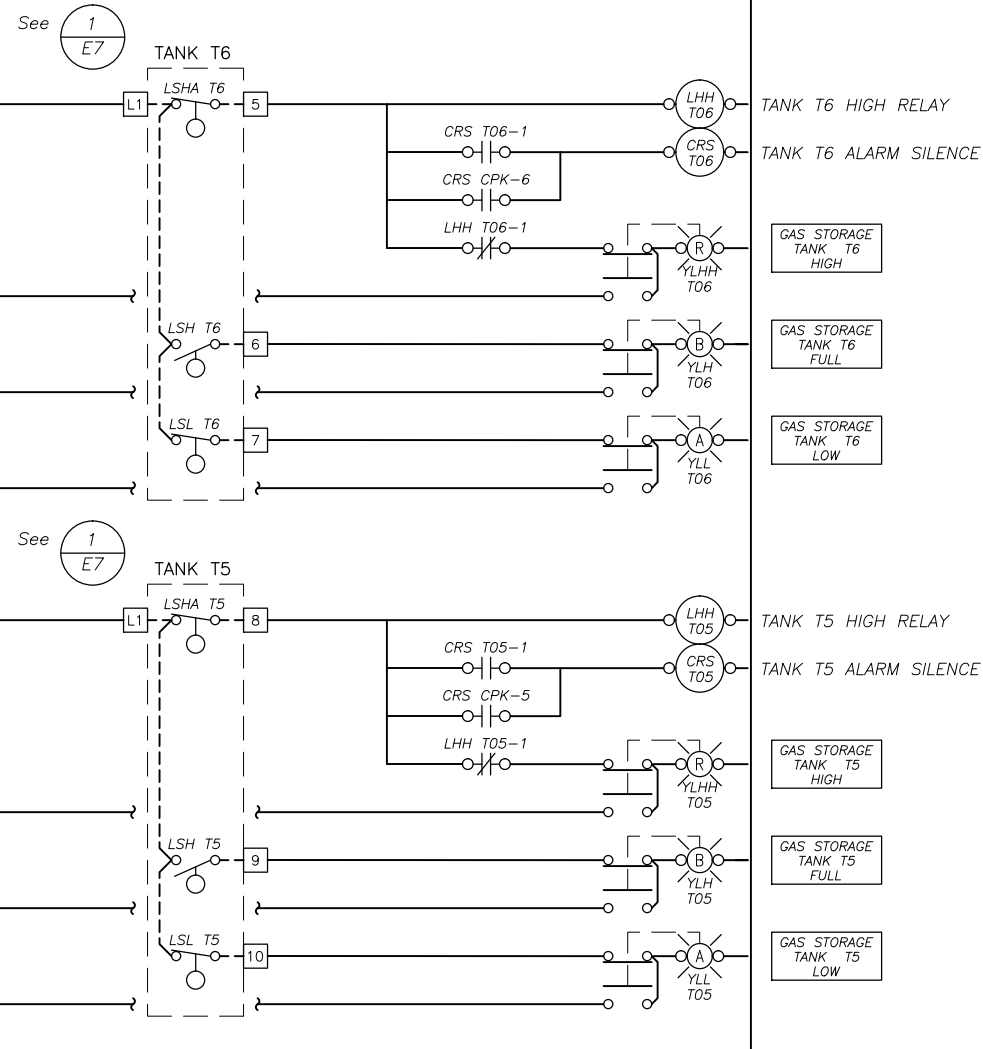 See 1
E7
TANK T6
LSHA T6
L1
5
LHH
T06
TANK T6 HIGH RELAY
CRS T06-1
CRS
T06
TANK T6 ALARM SILENCE
CRS CPK-6
LHH T06-1
R
YLHH
T06
GAS STORAGE
TANK T6
HIGH
LSH T6
6
B
YLH
T06
GAS STORAGE
TANK T6
FULL
LSL T6
7
A
YLL
T06
GAS STORAGE
TANK T6
LOW
See 1
E7
TANK T5
LSHA T5
L1
8
LHH
T05
TANK T5 HIGH RELAY
CRS T05-1
CRS
T05
TANK T5 ALARM SILENCE
CRS CPK-5
LHH T05-1
R
YLHH
T05
GAS STORAGE
TANK T5
HIGH
LSH T5
9
B
YLH
T05
GAS STORAGE
TANK T5
FULL
LSL T5
10
A
YLL
T05
GAS STORAGE
TANK T5
LOW